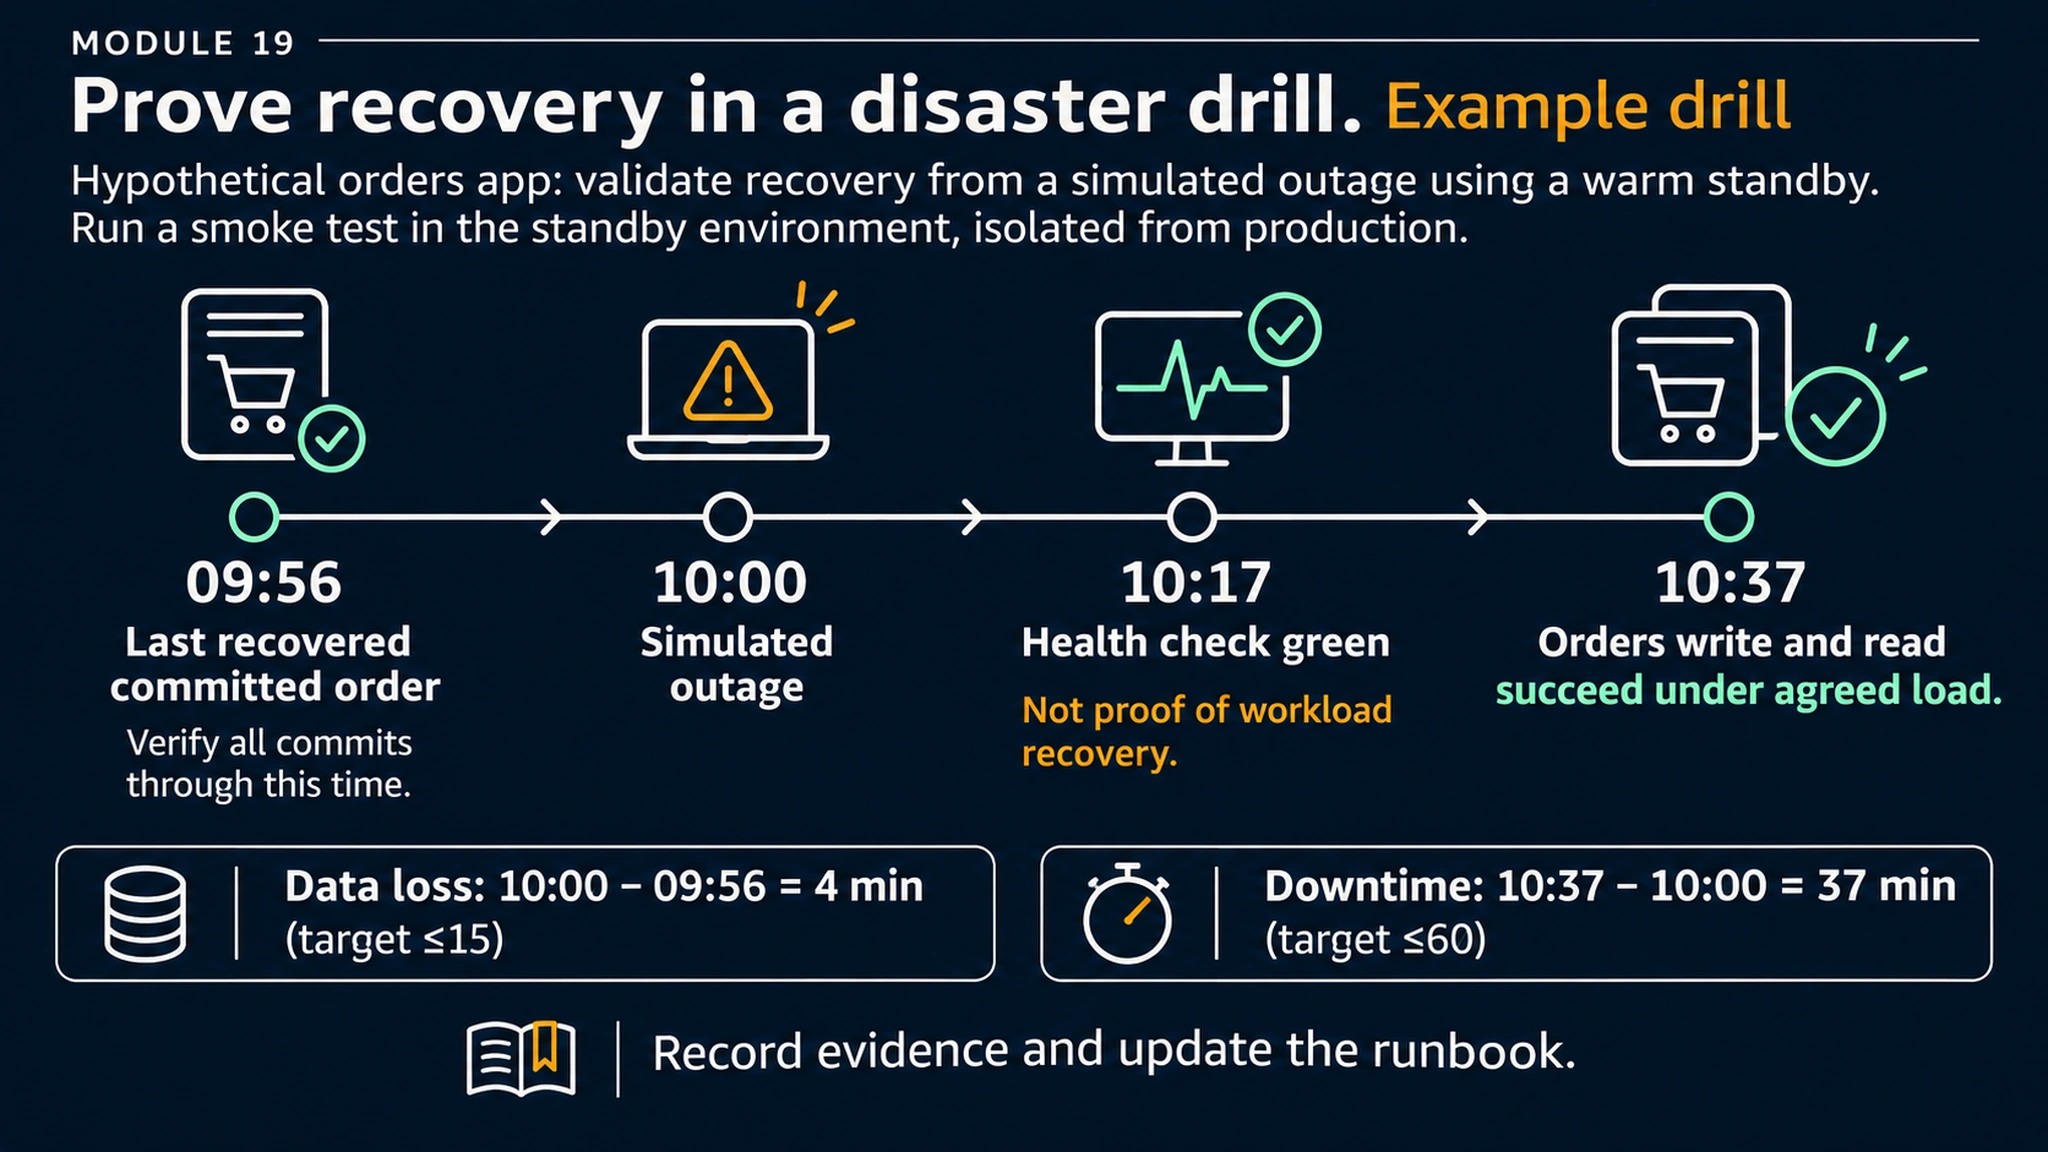 MODULE 19
Prove recovery in a disaster drill. Example drill
Hypothetical orders app: validate recovery from a simulated outage using a warm standby.
Run a smoke test in the standby environment, isolated from production.
09:56
Last recovered
committed order
Verify all commits
through this time.
10:00
Simulated
outage
10:17
Health check green
Not proof of workload
recovery.
10:37
Orders write and read
succeed under agreed load.
Data loss: 10:00 – 09:56 = 4 min
(target ≤15)
Downtime: 10:37 – 10:00 = 37 min
(target ≤60)
Record evidence and update the runbook.